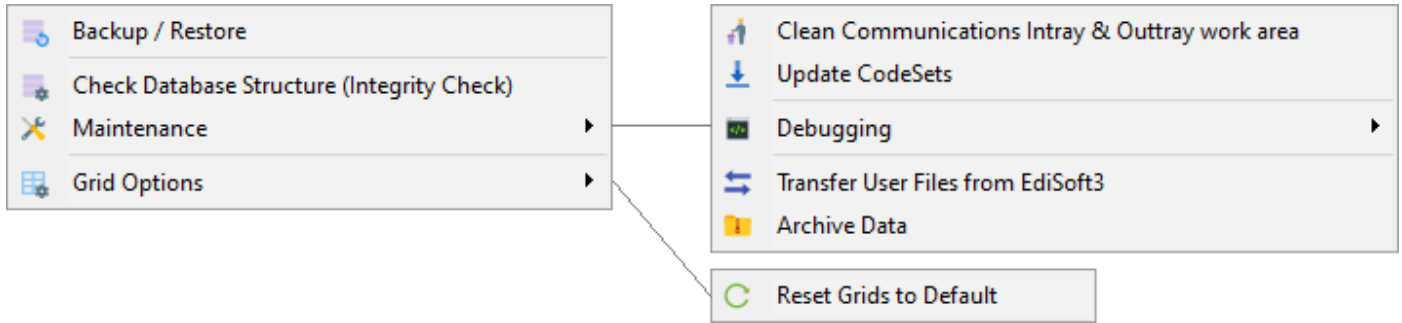 Backup / Restore
Check Database Structure (Integrity Check)
Maintenance
Grid Options
Clean Communications Intray & Outtray work area
Update CodeSets
Debugging
Transfer User Files from EdiSoft3
Archive Data
Reset Grids to Default